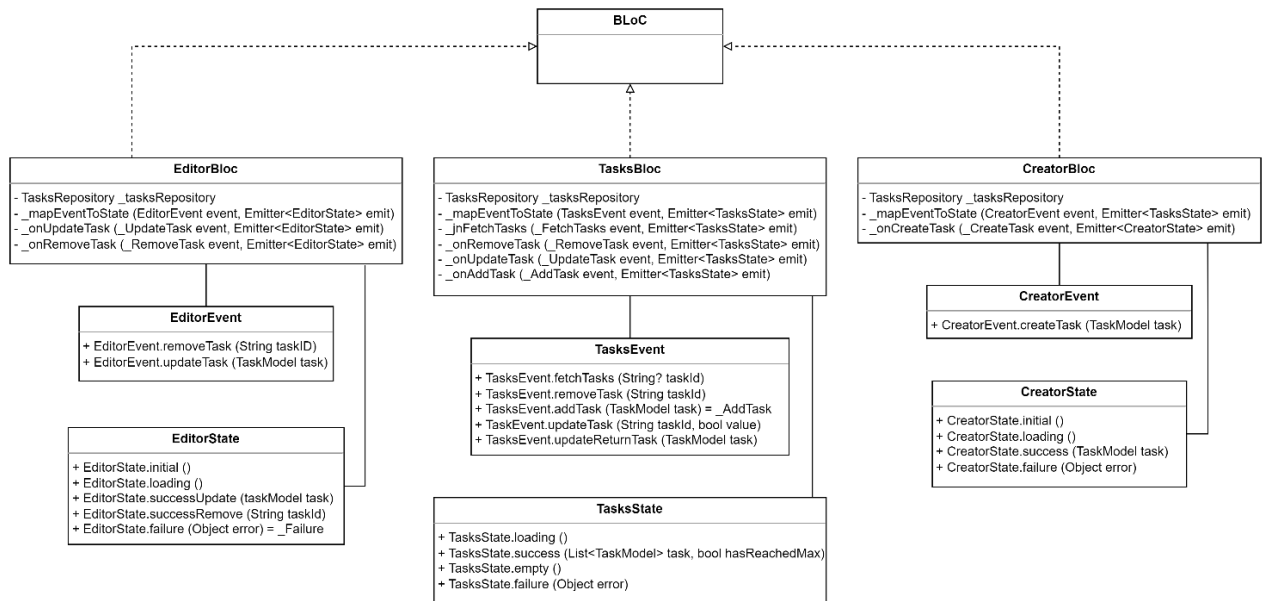 BLoC
EditorBloc
- TasksRepository _tasksRepository
- _mapEventToState (EditorEvent event, Emitter<EditorState> emit)
- _onUpdateTask (_UpdateTask event, Emitter<EditorState> emit)
- _onRemoveTask (_RemoveTask event, Emitter<EditorState> emit)
TasksBloc
- TasksRepository _tasksRepository
- _mapEventToState (TasksEvent event, Emitter<TasksState> emit)
- _jnFetchTasks (_FetchTasks event, Emitter<TasksState> emit)
- _onRemoveTask (_RemoveTask event, Emitter<TasksState> emit)
- _onUpdateTask (_UpdateTask event, Emitter<TasksState> emit)
- _onAddTask (_AddTask event, Emitter<TasksState> emit)
CreatorBloc
- TasksRepository _tasksRepository
- _mapEventToState (CreatorEvent event, Emitter<CreatorState> emit)
- _onCreateTask (_CreateTask event, Emitter<CreatorState> emit)
EditorEvent
+ EditorEvent.removeTask (String taskID)
+ EditorEvent.updateTask (TaskModel task)
EditorState
+ EditorState.initial ()
+ EditorState.loading ()
+ EditorState.successUpdate (taskModel task)
+ EditorState.successRemove (String taskId)
+ EditorState.failure (Object error) = _Failure
TasksEvent
+ TasksEvent.fetchTasks (String? taskId)
+ TasksEvent.removeTask (String taskId)
+ TasksEvent.addTask (TaskModel task) = _AddTask
+ TaskEvent.updateTask (String taskId, bool value)
+ TasksEvent.updateReturnTask (TaskModel task)
TasksState
+ TasksState.loading ()
+ TasksState.success (List<TaskModel> task, bool hasReachedMax)
+ TasksState.empty ()
+ TasksState.failure (Object error)
CreatorEvent
+ CreatorEvent.createTask (TaskModel task)
CreatorState
+ CreatorState.initial ()
+ CreatorState.loading ()
+ CreatorState.success (TaskModel task)
+ CreatorState.failure (Object error)